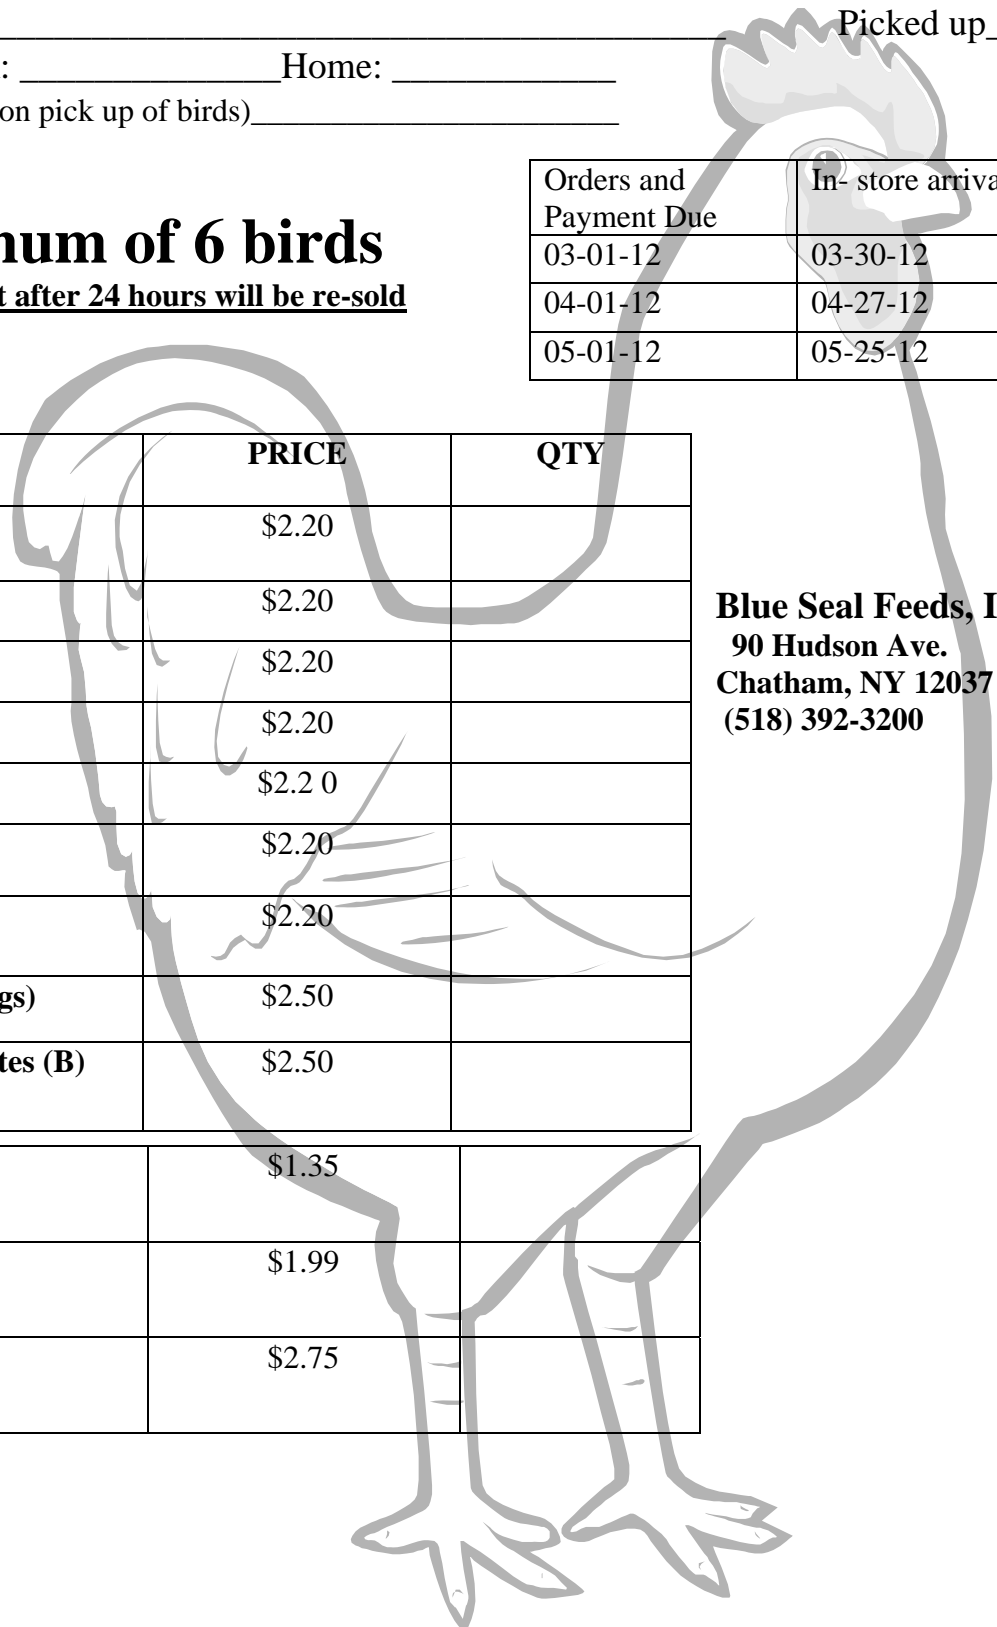 Picked up_
: ______________Home: ____________
on pick up of birds)_______________________
Orders and Payment Due In- store arriva
03-01-12 03-30-12
04-01-12 04-27-12
05-01-12 05-25-12
num of 6 birds
t after 24 hours will be re-sold
PRICE QTY
$2.20
$2.20
$2.20
$2.20
$2.2 0
$2.20
$2.20
gs) $2.50
tes (B) $2.50
$1.35
$1.99
$2.75
Blue Seal Feeds, I
90 Hudson Ave.
Chatham, NY 12037
(518) 392-3200